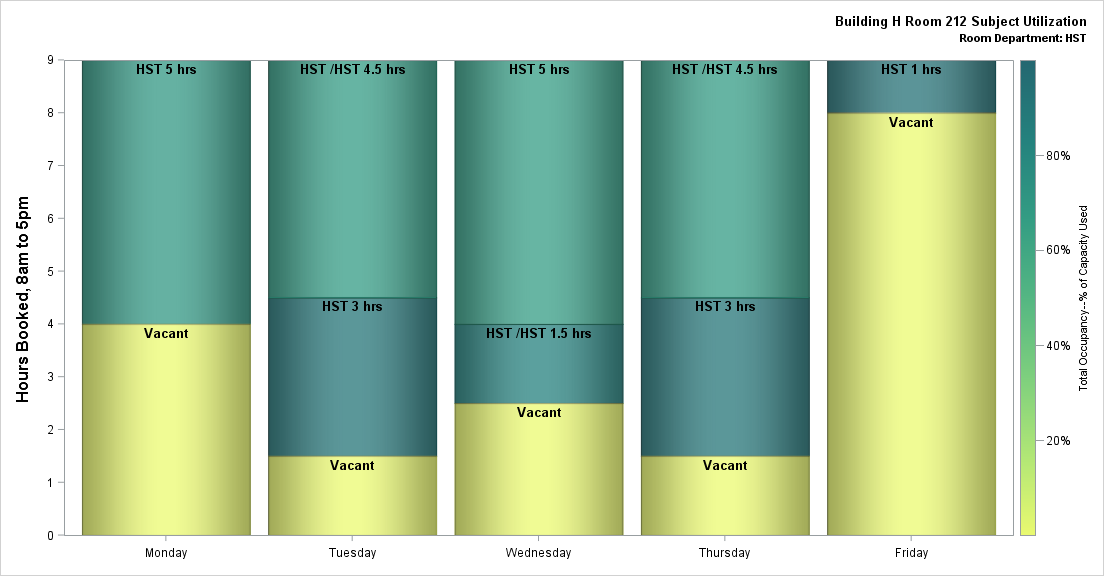 Building H Room 212 Subject Utilization
Room Department: HST
Hours Booked, 8am to 5pm
9
8
7
6
5
4
3
2
1
0
HST 5 hrs
Vacant
HST /HST 4.5 hrs
HST 3 hrs
Vacant
HST 5 hrs
HST /HST 1.5 hrs
Vacant
HST /HST 4.5 hrs
HST 3 hrs
Vacant
HST 1 hrs
Vacant
Monday
Tuesday
Wednesday
Thursday
Friday
80%
60%
40%
20%
Total Occupancy--% of Capacity Used